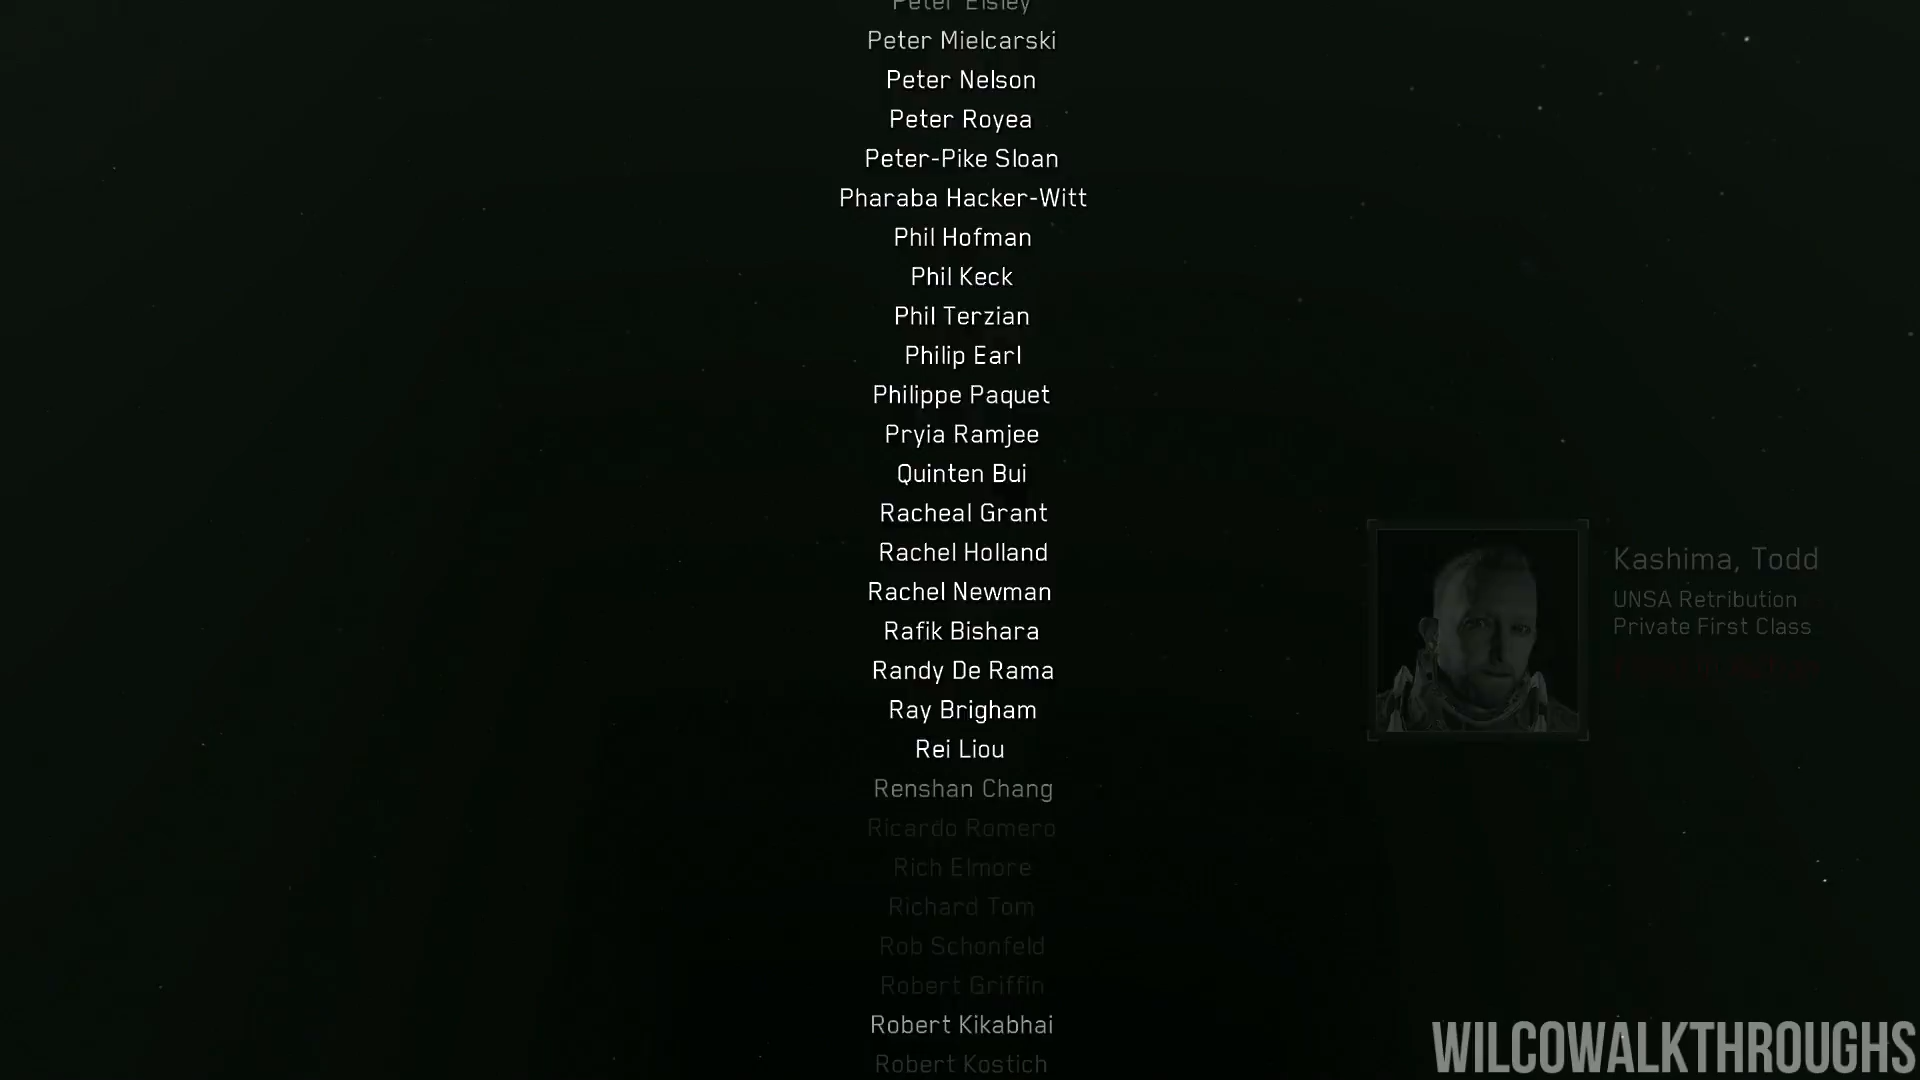 Peter Eisley
Peter Mielcarski
Peter Nelson
Peter Royea
Peter-Pike Sloan
Pharaba Hacker-Witt
Phil Hofman
Phil Keck
Phil Terzian
Philip Earl
Philippe Paquet
Pryia Ramjee
Quinten Bui
Racheal Grant
Rachel Holland
Rachel Newman
Rafik Bishara
Randy De Rama
Ray Brigham
Rei Liou
Renshan Chang
Ricardo Romero
Rich Elmore
Richard Tom
Rob Schonfeld
Robert Griffin
Robert Kikabhai
Robert Kostich
Kashima, Todd
UNSA Retribution
Private First Class
WILCOWALKTHROUGHS